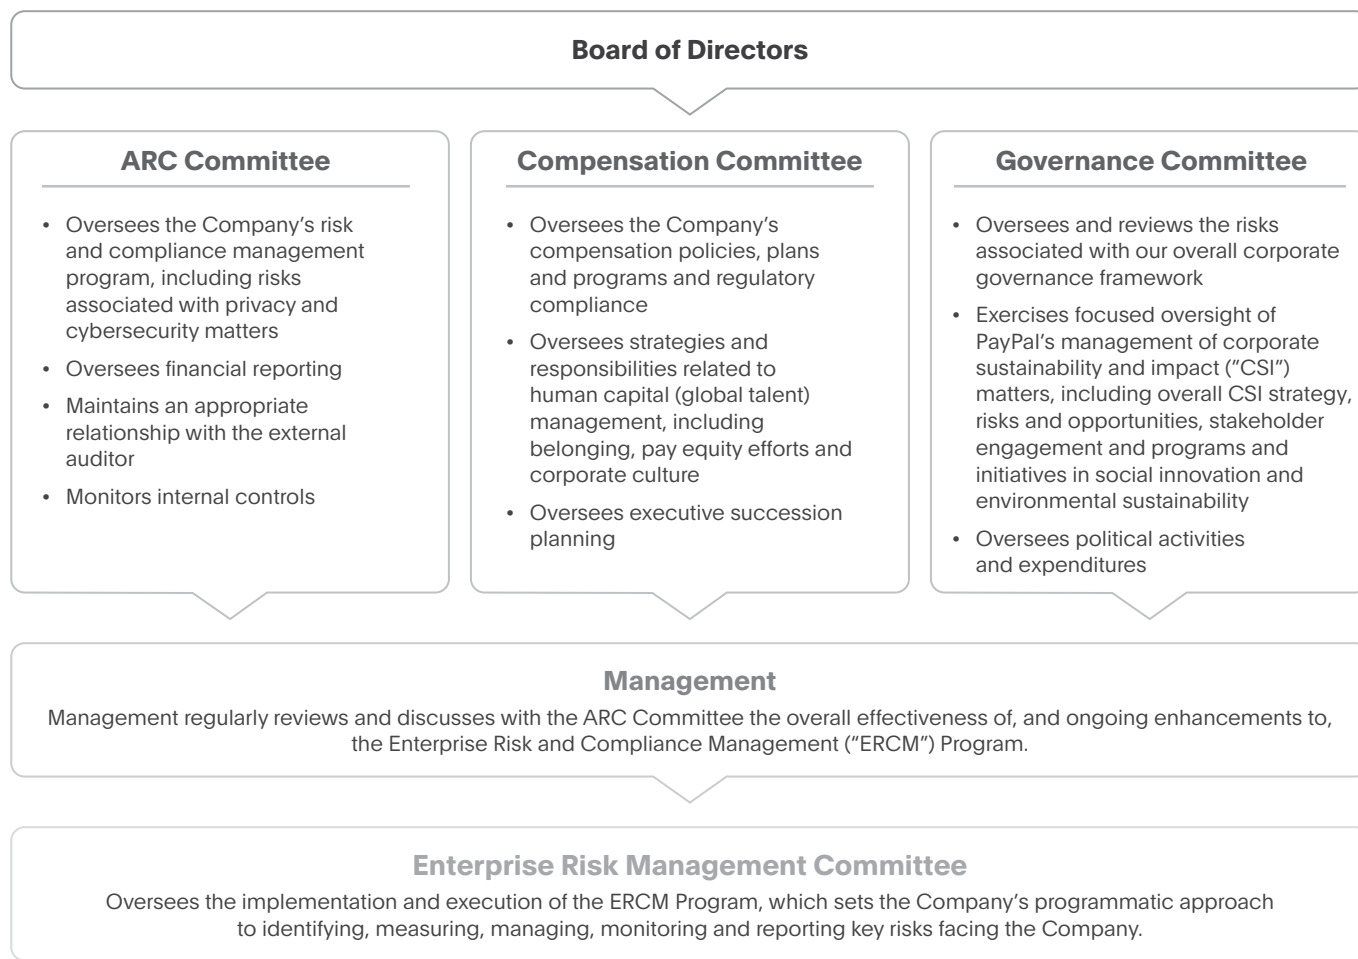 Board of Directors
ARC Committee
• Oversees the Company’s risk
and compliance management
program, including risks
associated with privacy and
cybersecurity matters
• Oversees financial reporting
• Maintains an appropriate
relationship with the external
auditor
• Monitors internal controls
Compensation Committee
• Oversees the Company’s
compensation policies, plans
and programs and regulatory
compliance
• Oversees strategies and
responsibilities related to
human capital (global talent)
management, including
belonging, pay equity efforts and
corporate culture
• Oversees executive succession
planning
Governance Committee
• Oversees and reviews the risks
associated with our overall corporate
governance framework
• Exercises focused oversight of
PayPal’s management of corporate
sustainability and impact (“CSI”)
matters, including overall CSI strategy,
risks and opportunities, stakeholder
engagement and programs and
initiatives in social innovation and
environmental sustainability
• Oversees political activities
and expenditures
Management
Management regularly reviews and discusses with the ARC Committee the overall effectiveness of, and ongoing enhancements to,
the Enterprise Risk and Compliance Management (“ERCM”) Program.
Enterprise Risk Management Committee
Oversees the implementation and execution of the ERCM Program, which sets the Company’s programmatic approach
to identifying, measuring, managing, monitoring and reporting key risks facing the Company.